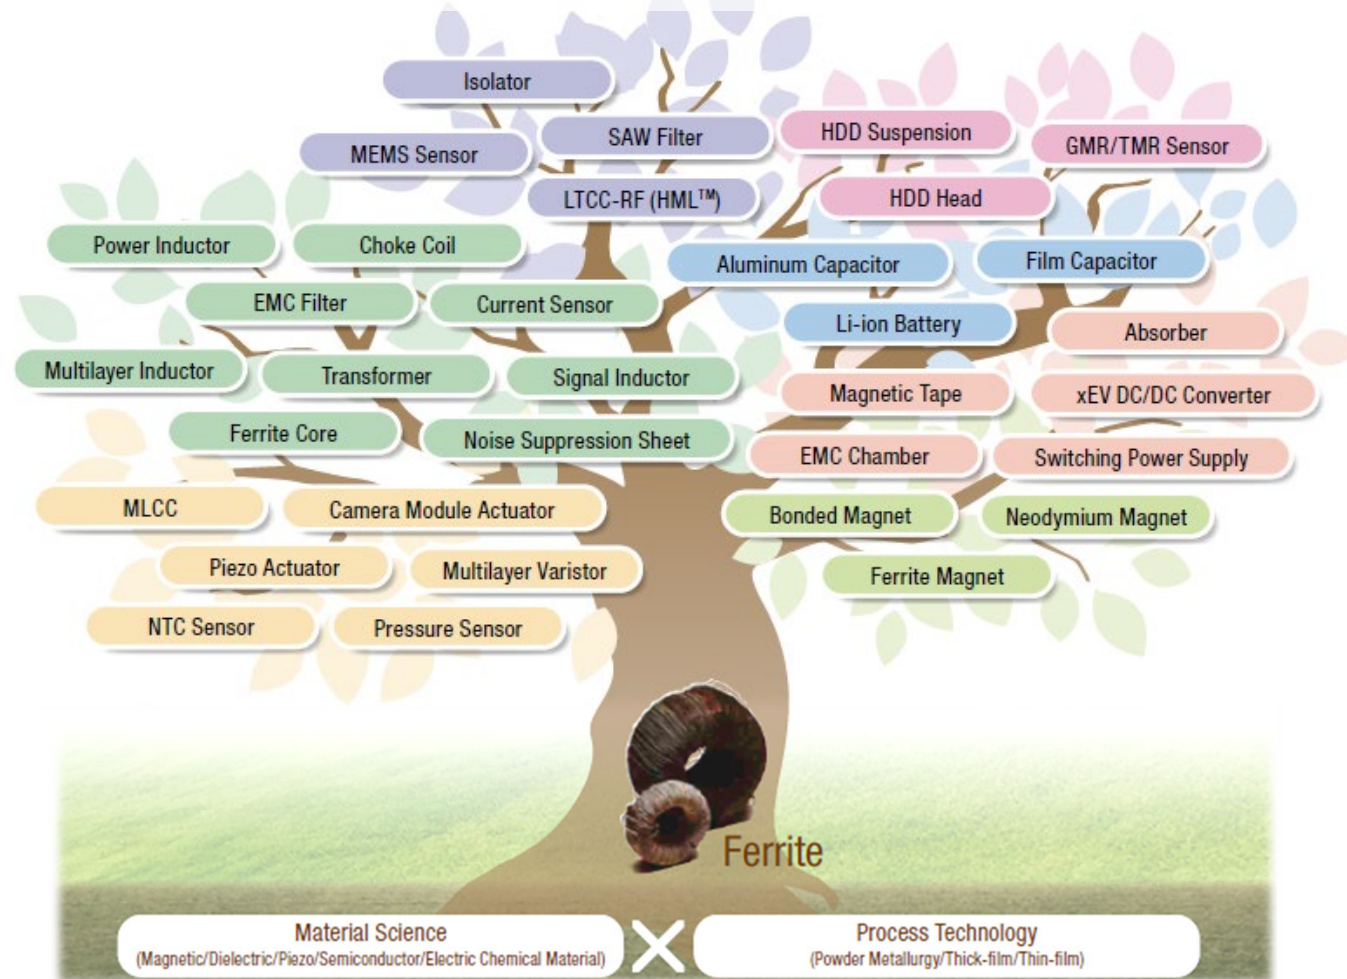 Isolator
SAW Filter
MEMS Sensor
LTCC-RF (HML™)
HDD Suspension
GMR/TMR Sensor
HDD Head
Power Inductor
Choke Coil
EMC Filter
Current Sensor
Multilayer Inductor
Transformer
Signal Inductor
Ferrite Core
Noise Suppression Sheet
Aluminum Capacitor
Film Capacitor
Li-ion Battery
Absorber
Magnetic Tape
xEV DC/DC Converter
EMC Chamber
Switching Power Supply
MLCC
Camera Module Actuator
Piezo Actuator
Multilayer Varistor
NTC Sensor
Pressure Sensor
Bonded Magnet
Neodymium Magnet
Ferrite Magnet
Ferrite
Material Science
(Magnetic/Dielectric/Piezo/Semiconductor/Electric Chemical Material)
Process Technology
(Powder Metallurgy/Thick-film/Thin-film)